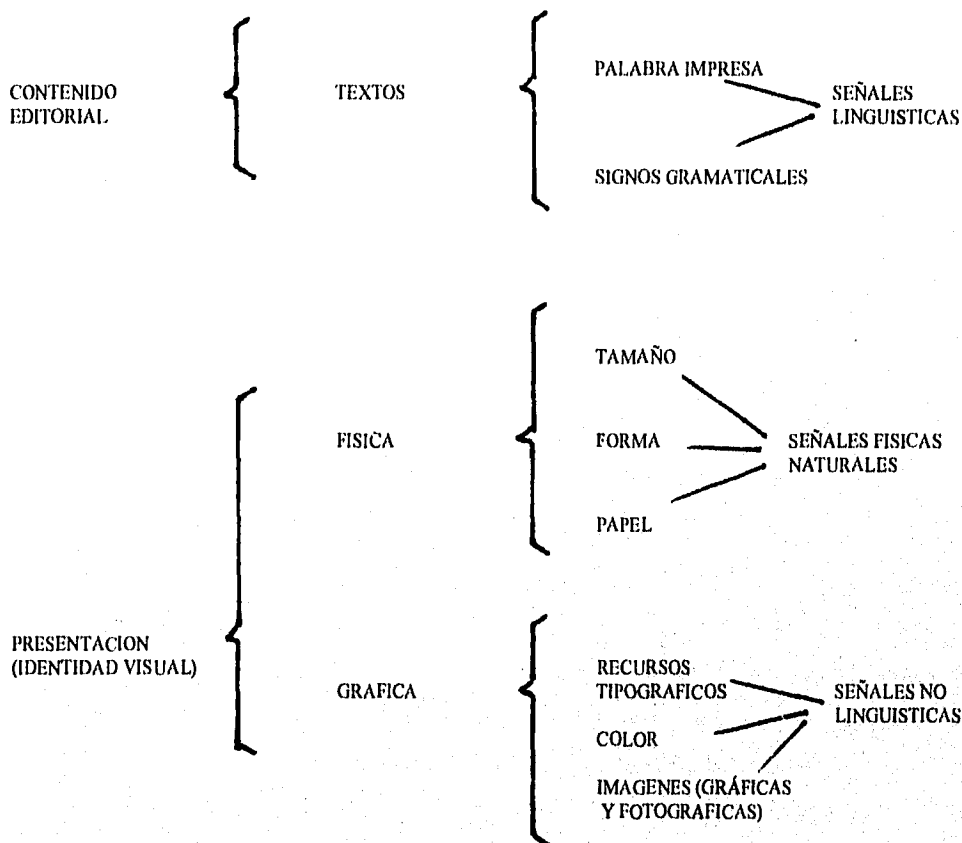 CONTENIDO
EDITORIAL
TEXTOS
PALABRA IMPRESA
SIGNOS GRAMATICALES
SEÑALES
LINGUISTICAS
PRESENTACION
(IDENTIDAD VISUAL)
FISICA
TAMAÑO
FORMA
PAPEL
SEÑALES FISICAS
NATURALES
GRAFICA
RECURSOS
TIPOGRAFICOS
COLOR
IMAGENES (GRÁFICAS
Y FOTOGRAFICAS)
SEÑALES NO
LINGUISTICAS